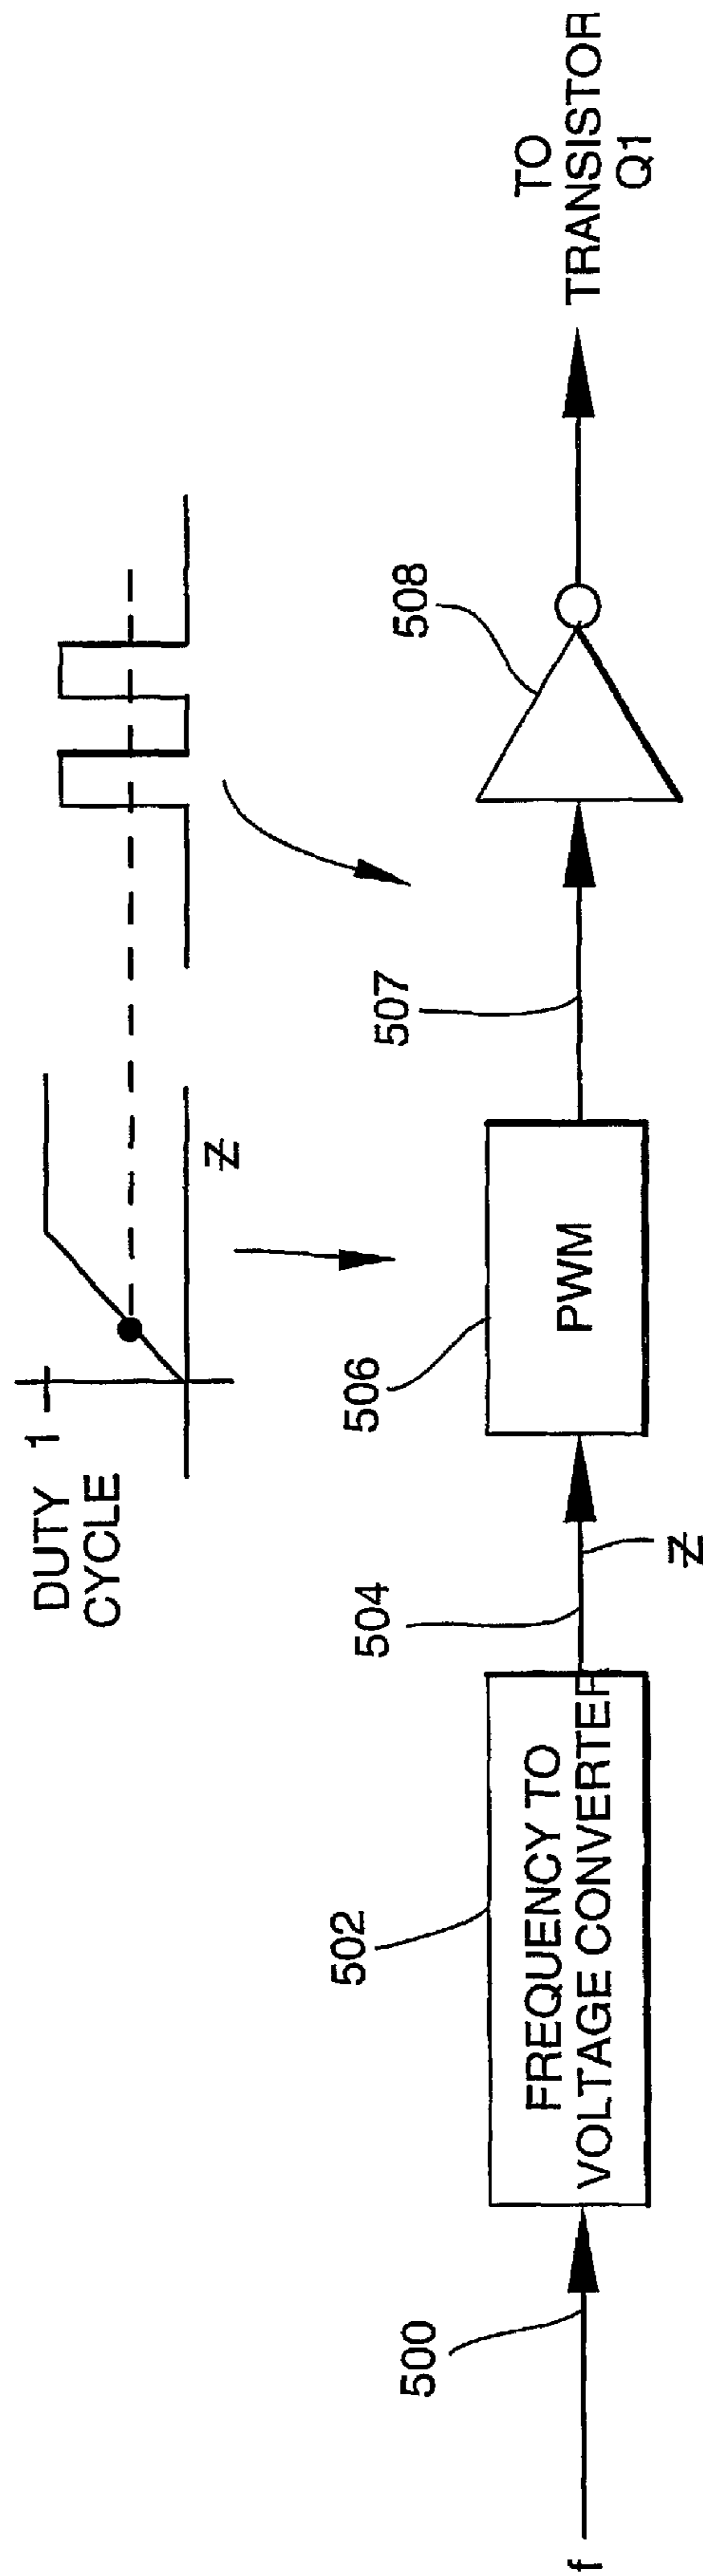 DUTY
CYCLE
1
Z
f
500
502
FREQUENCY TO
VOLTAGE CONVERTER
504
Z
506
PWM
507
508
TO
TRANSISTOR
Q1